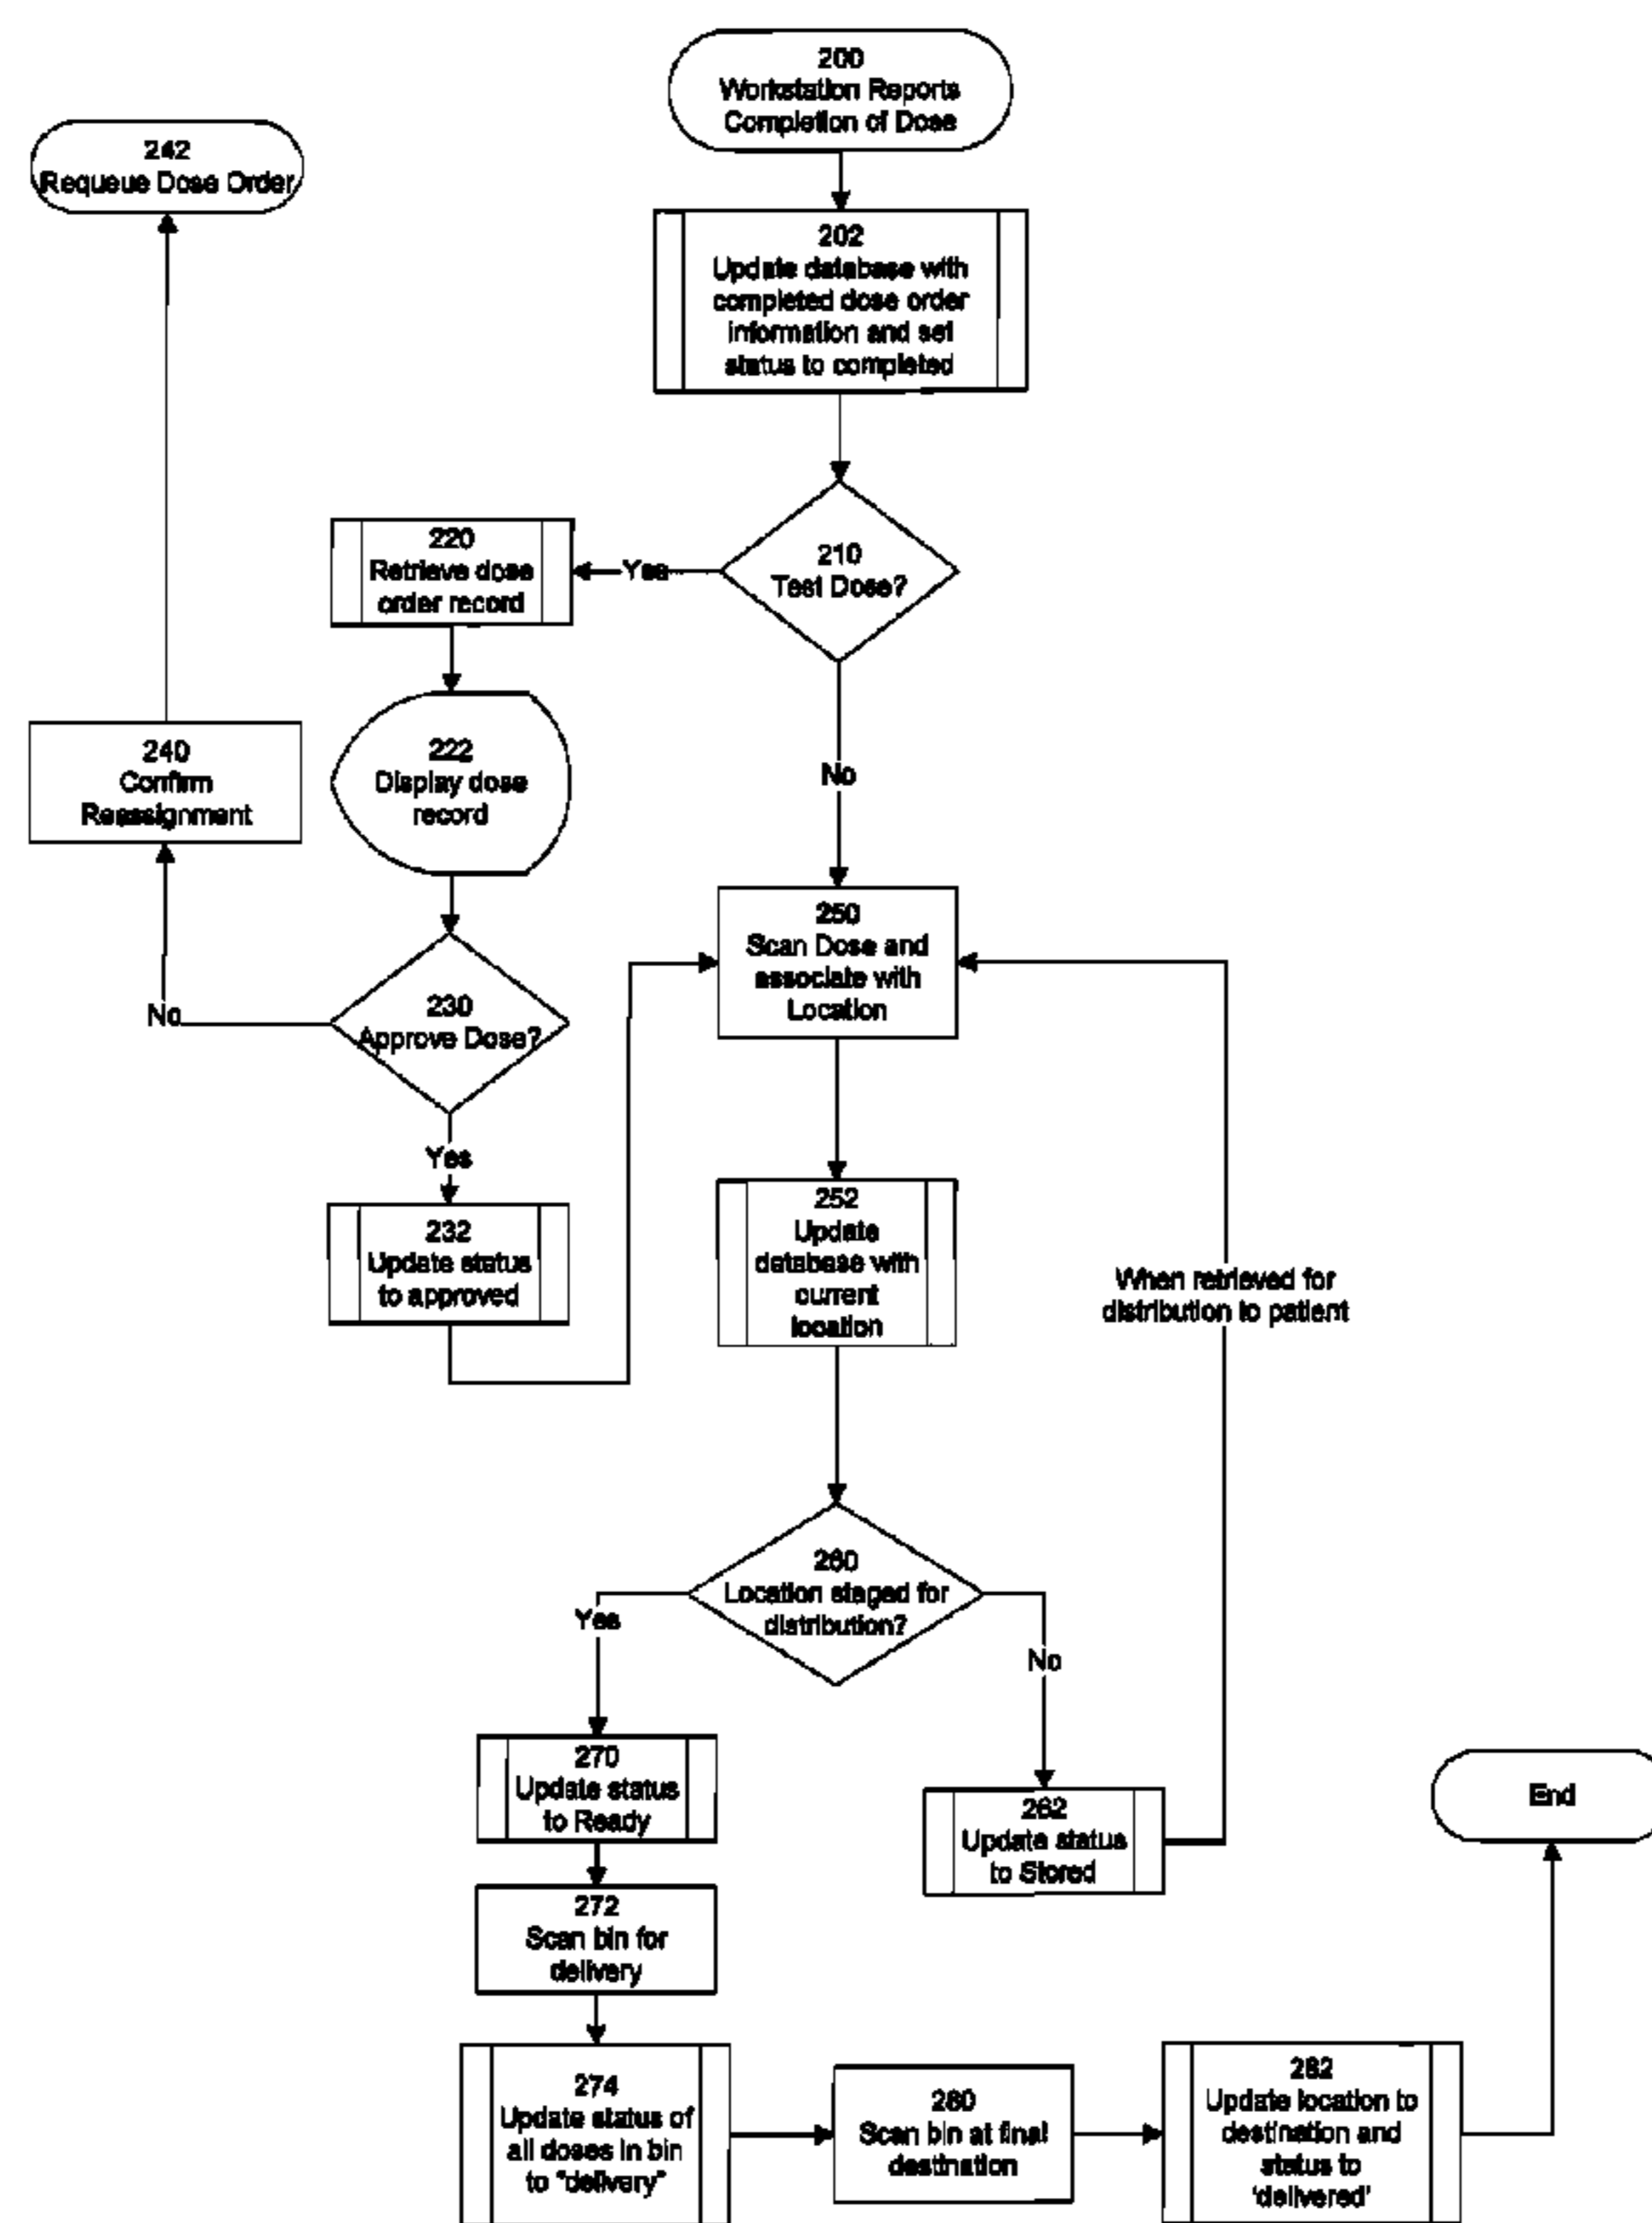 200
Workstation Reports
Completion of Dose
242
Requeue Dose Order
202
Update database with
completed dose order
information and set
status to completed
220
Retrieve dose
order record
Yes
210
Test Dose?
240
Confirm
Reassignment
222
Display dose
record
No
250
Scan Dose and
associate with
Location
No
230
Approve Dose?
Yes
232
Update status
to approved
252
Update
database with
current
location
When retrieved for
distribution to patient
260
Location staged for
distribution?
Yes
No
270
Update status
to Ready
262
Update status
to Stored
End
272
Scan bin for
delivery
274
Update status of
all doses in bin
to "delivery"
280
Scan bin at final
destination
282
Update location to
destination and
status to
'delivered'